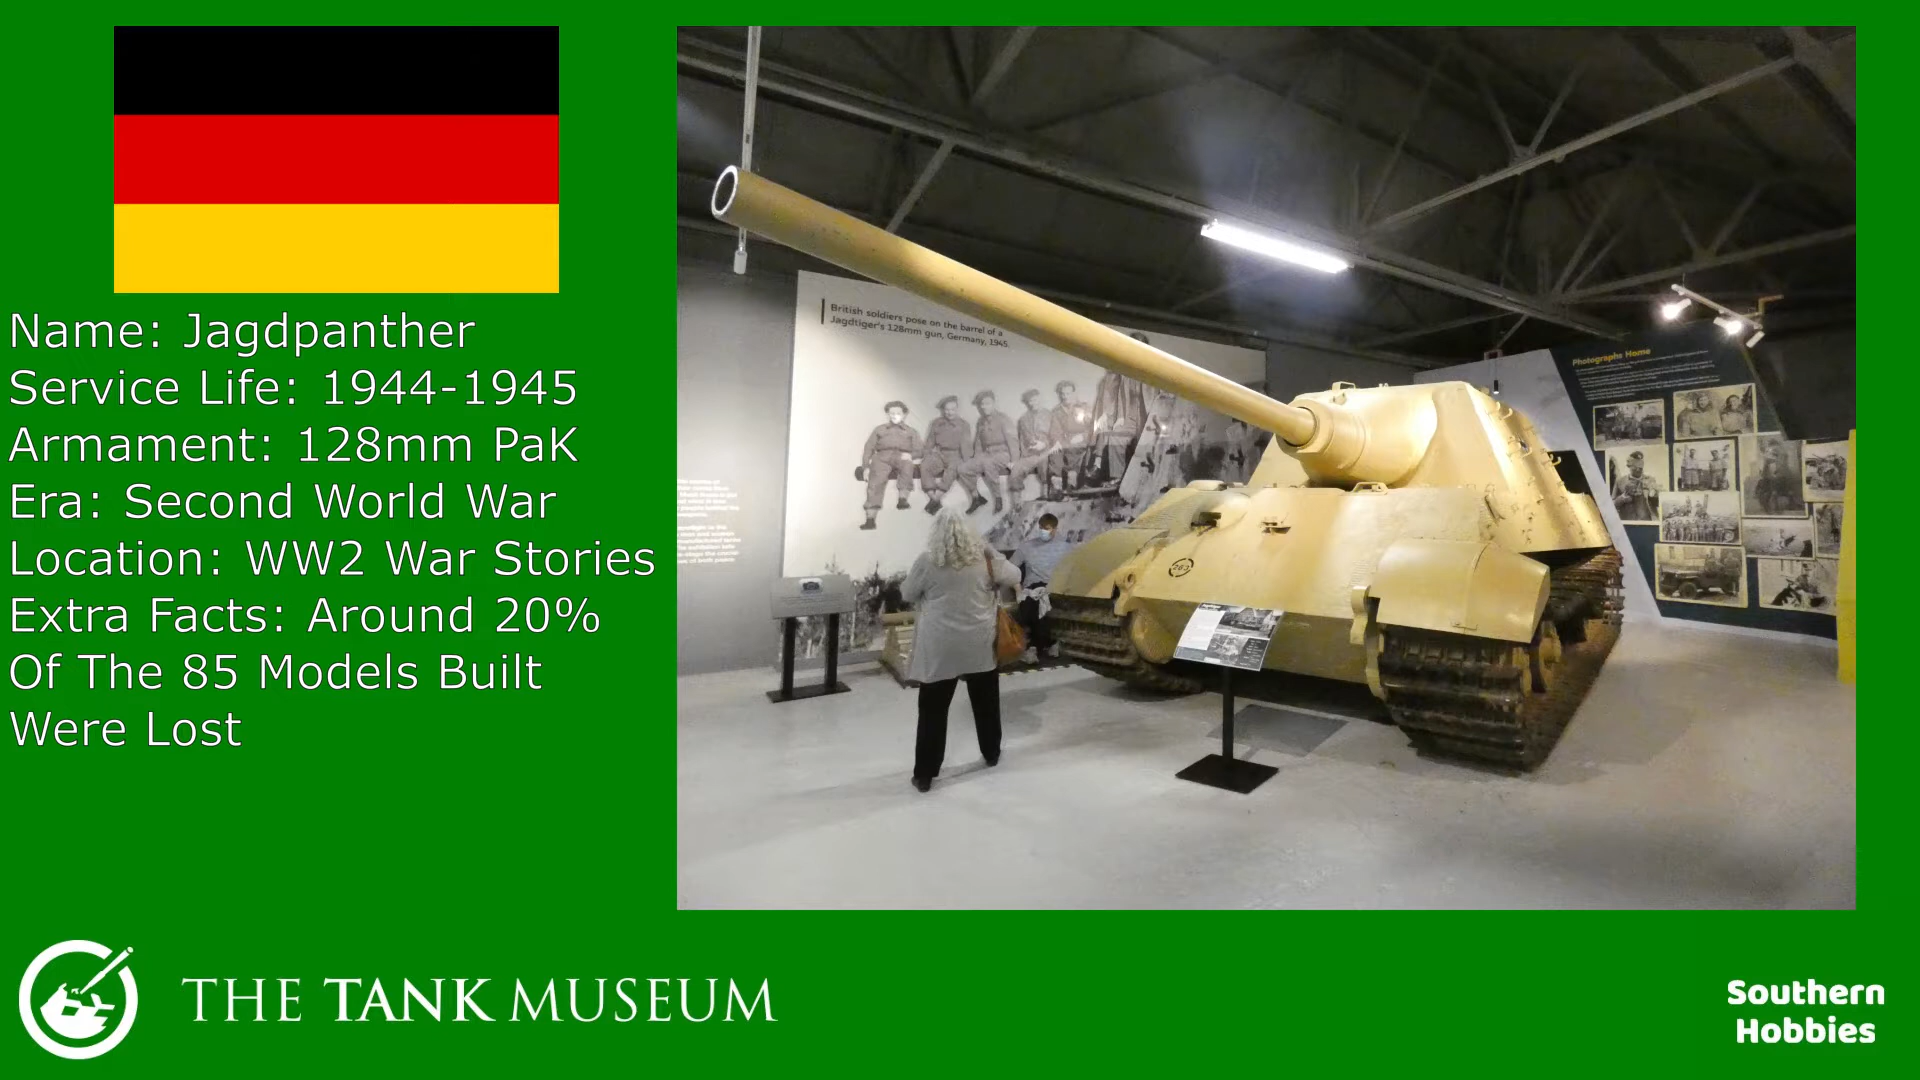 Name: Jagdpanther
Service Life: 1944-1945
Armament: 128mm PaK
Era: Second World War
Location: WW2 War Stories
Extra Facts: Around 20%
Of The 85 Models Built
Were Lost
British soldiers pose on the barrel of a
Jagdtiger's 128mm gun, Germany, 1945.
Photographs Home
THE TANK MUSEUM
Southern
Hobbies